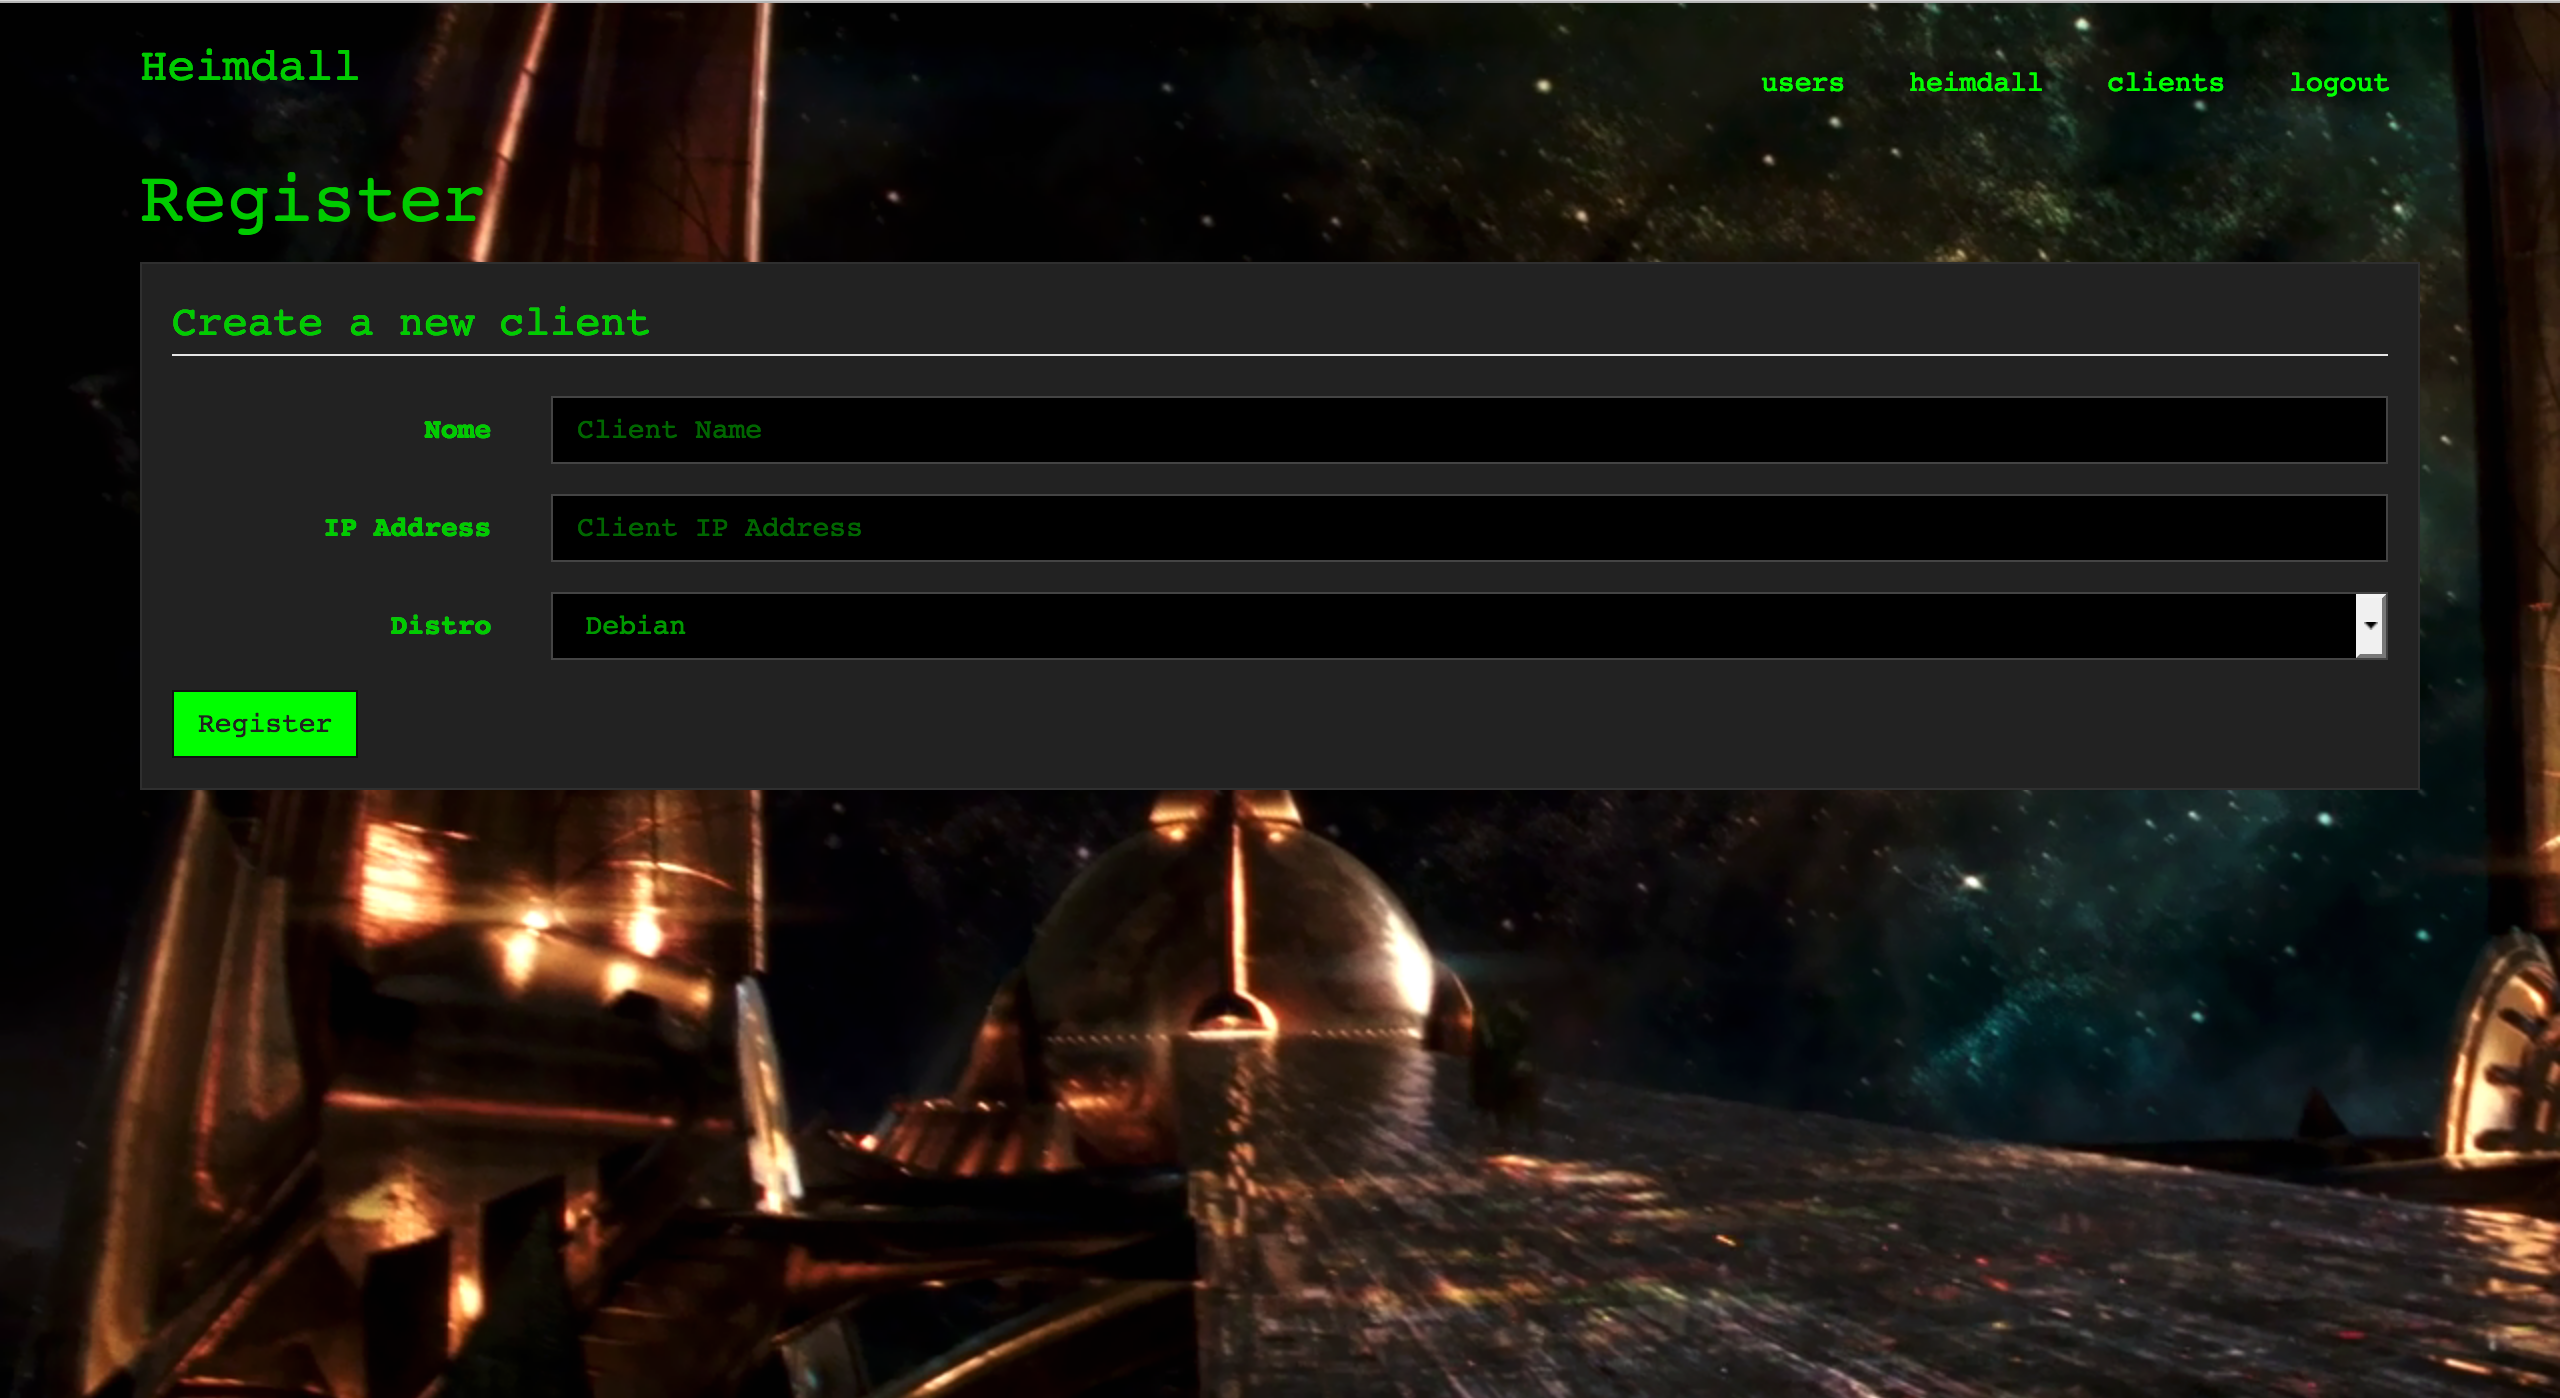 Heimdall
users heimdall clients logout
Register
Create a new client
Nome Client Name
IP Address Client IP Address
Distro Debian
Register